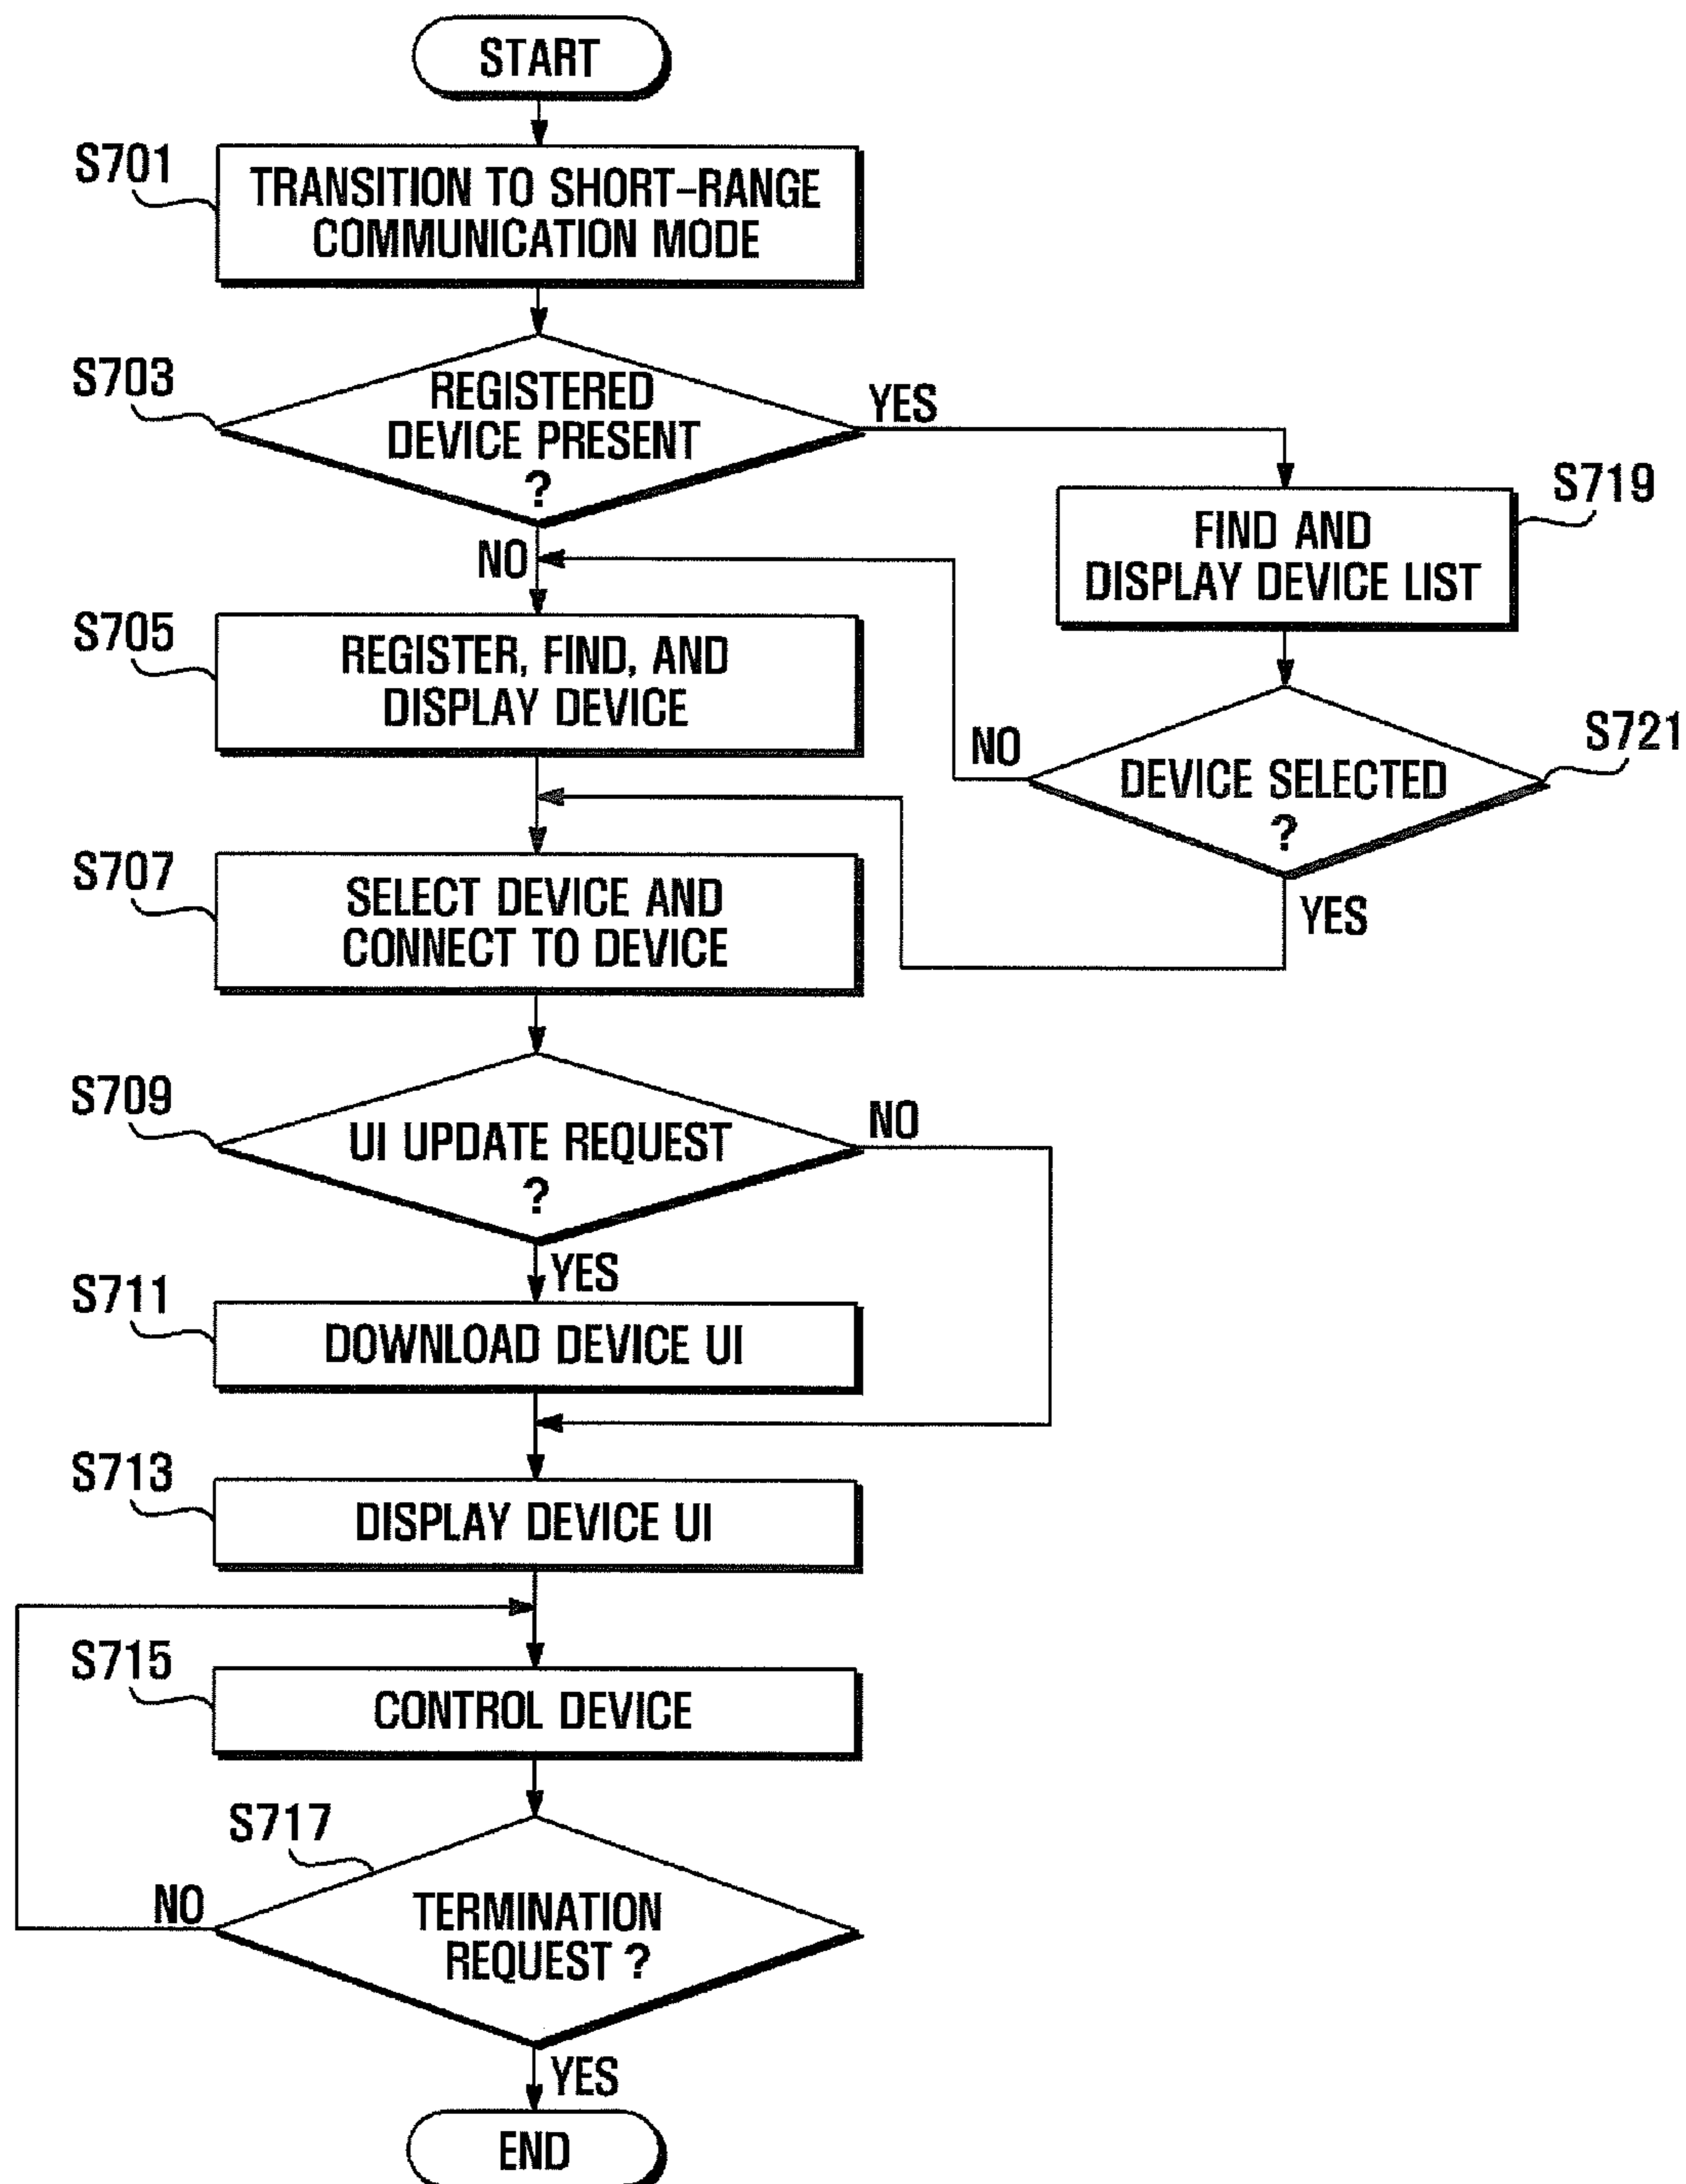 START
S701
TRANSITION TO SHORT-RANGE
COMMUNICATION MODE
S703
REGISTERED
DEVICE PRESENT
?
YES
NO
S719
FIND AND
DISPLAY DEVICE LIST
S705
REGISTER, FIND, AND
DISPLAY DEVICE
S721
DEVICE SELECTED
?
NO
YES
S707
SELECT DEVICE AND
CONNECT TO DEVICE
S709
UI UPDATE REQUEST
?
NO
YES
S711
DOWNLOAD DEVICE UI
S713
DISPLAY DEVICE UI
S715
CONTROL DEVICE
S717
TERMINATION
REQUEST ?
NO
YES
END